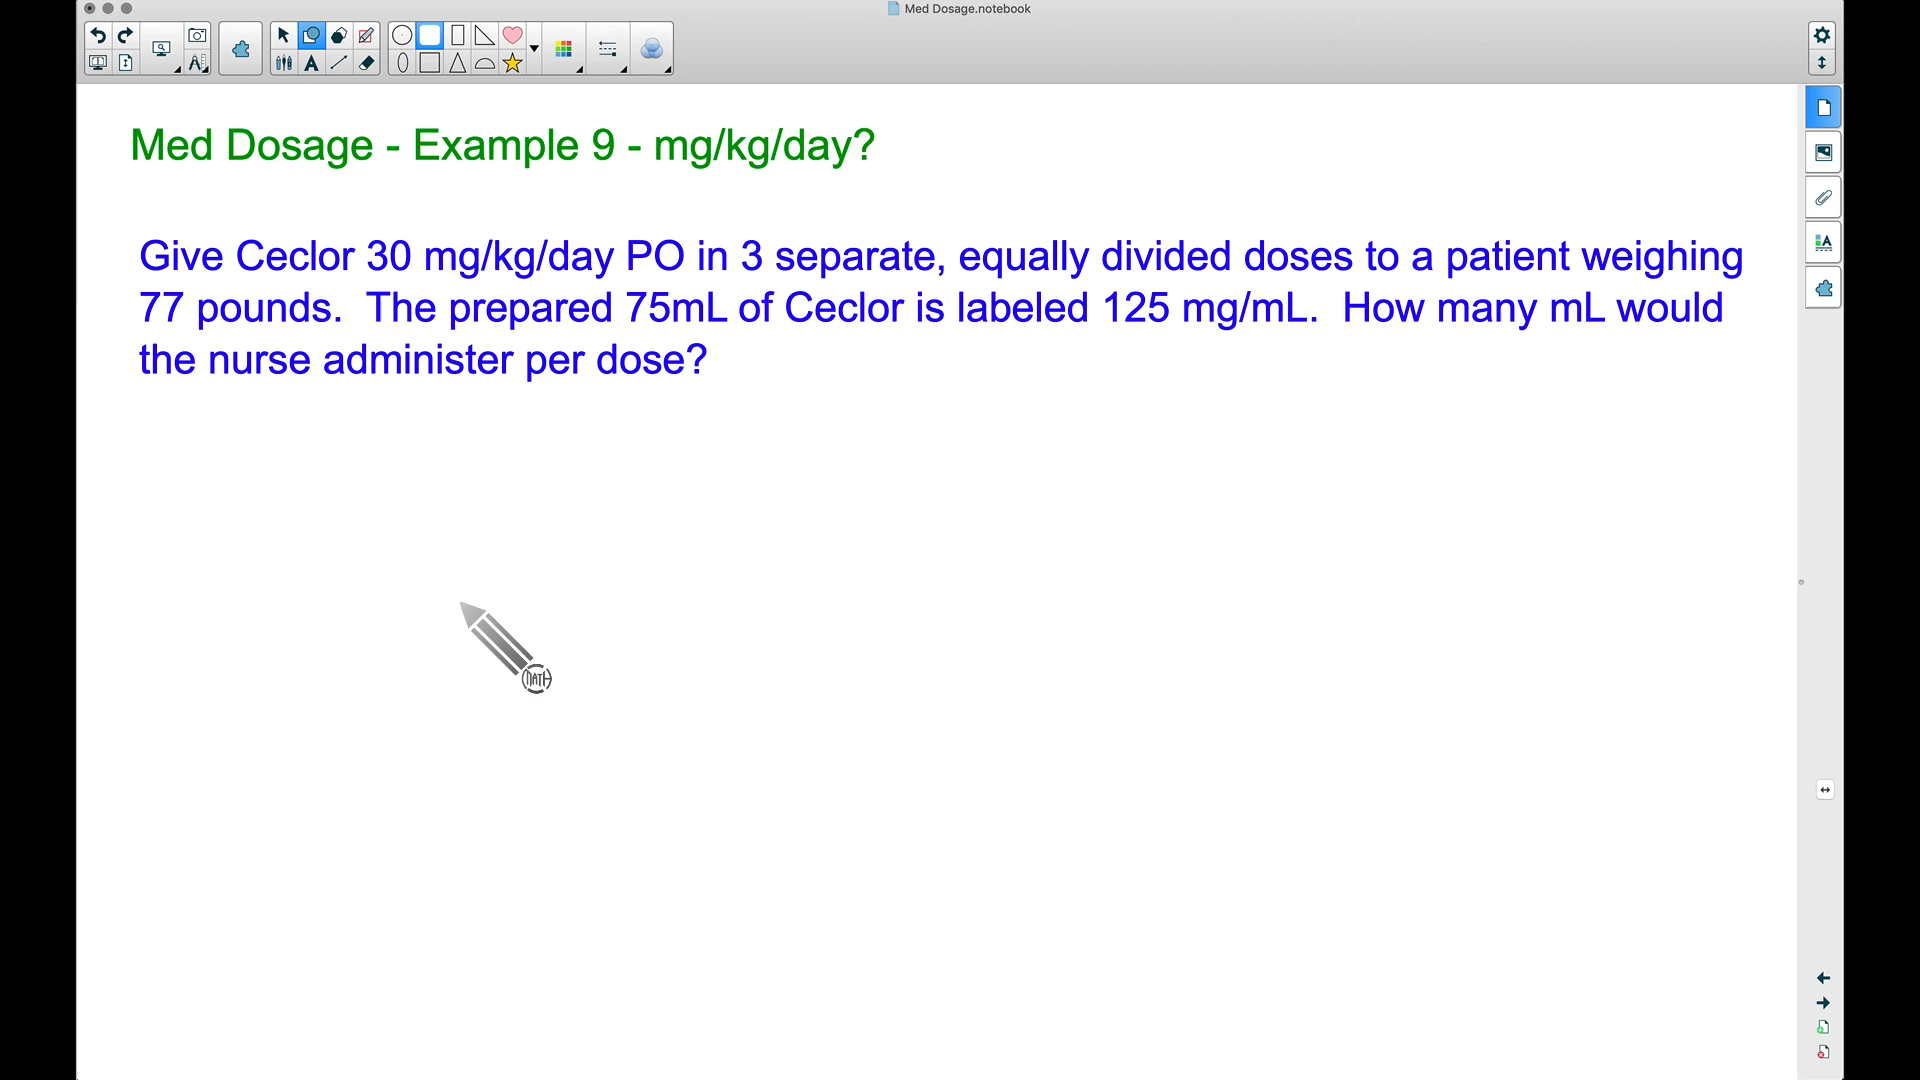 Med Dosage.notebook
Med Dosage - Example 9 - mg/kg/day?
Give Ceclor 30 mg/kg/day PO in 3 separate, equally divided doses to a patient weighing
77 pounds.  The prepared 75mL of Ceclor is labeled 125 mg/mL.  How many mL would
the nurse administer per dose?
MATH